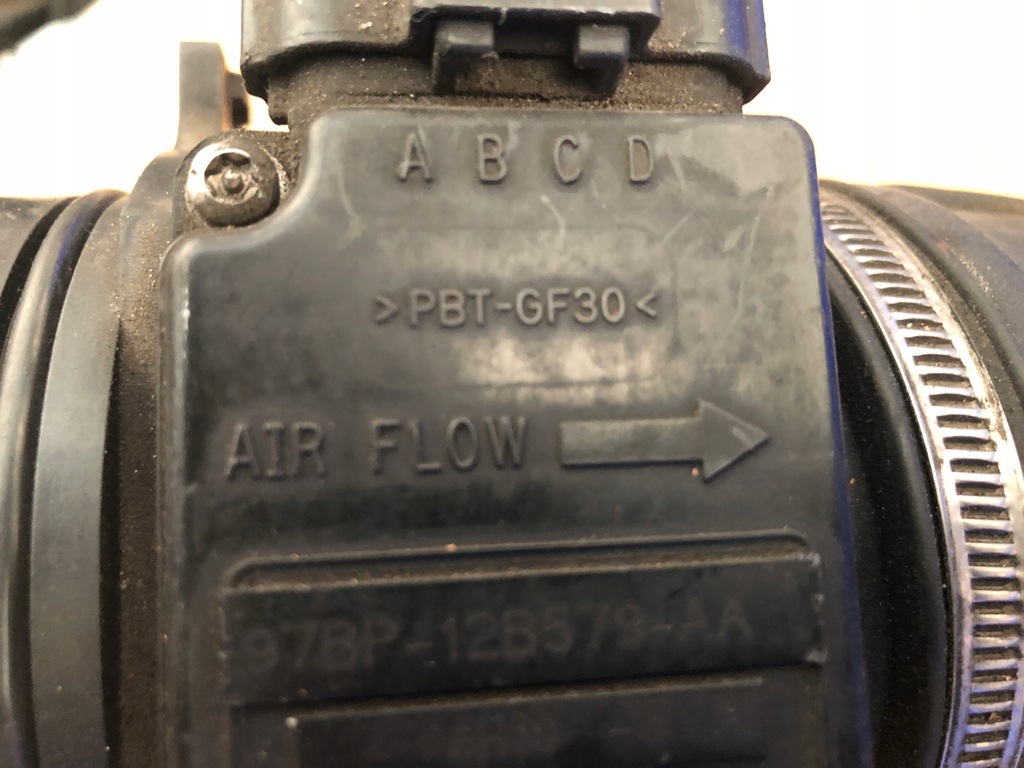 A B C D
>PBT-GF30<
AIR FLOW
97BP-12B579-AA